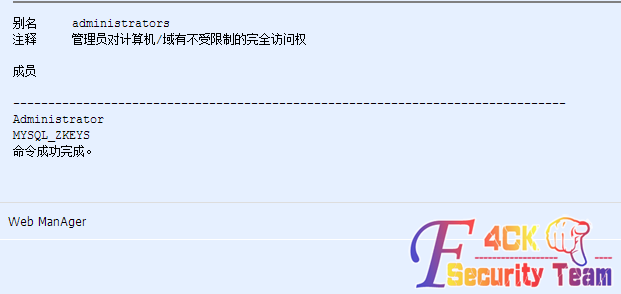 别名     administrators
注释     管理员对计算机/域有不受限制的完全访问权
成员
-------------------------------------------------------------------------------
Administrator
MYSQL_ZKEYS
命令成功完成。
Web ManAger
F4CK
Security Team